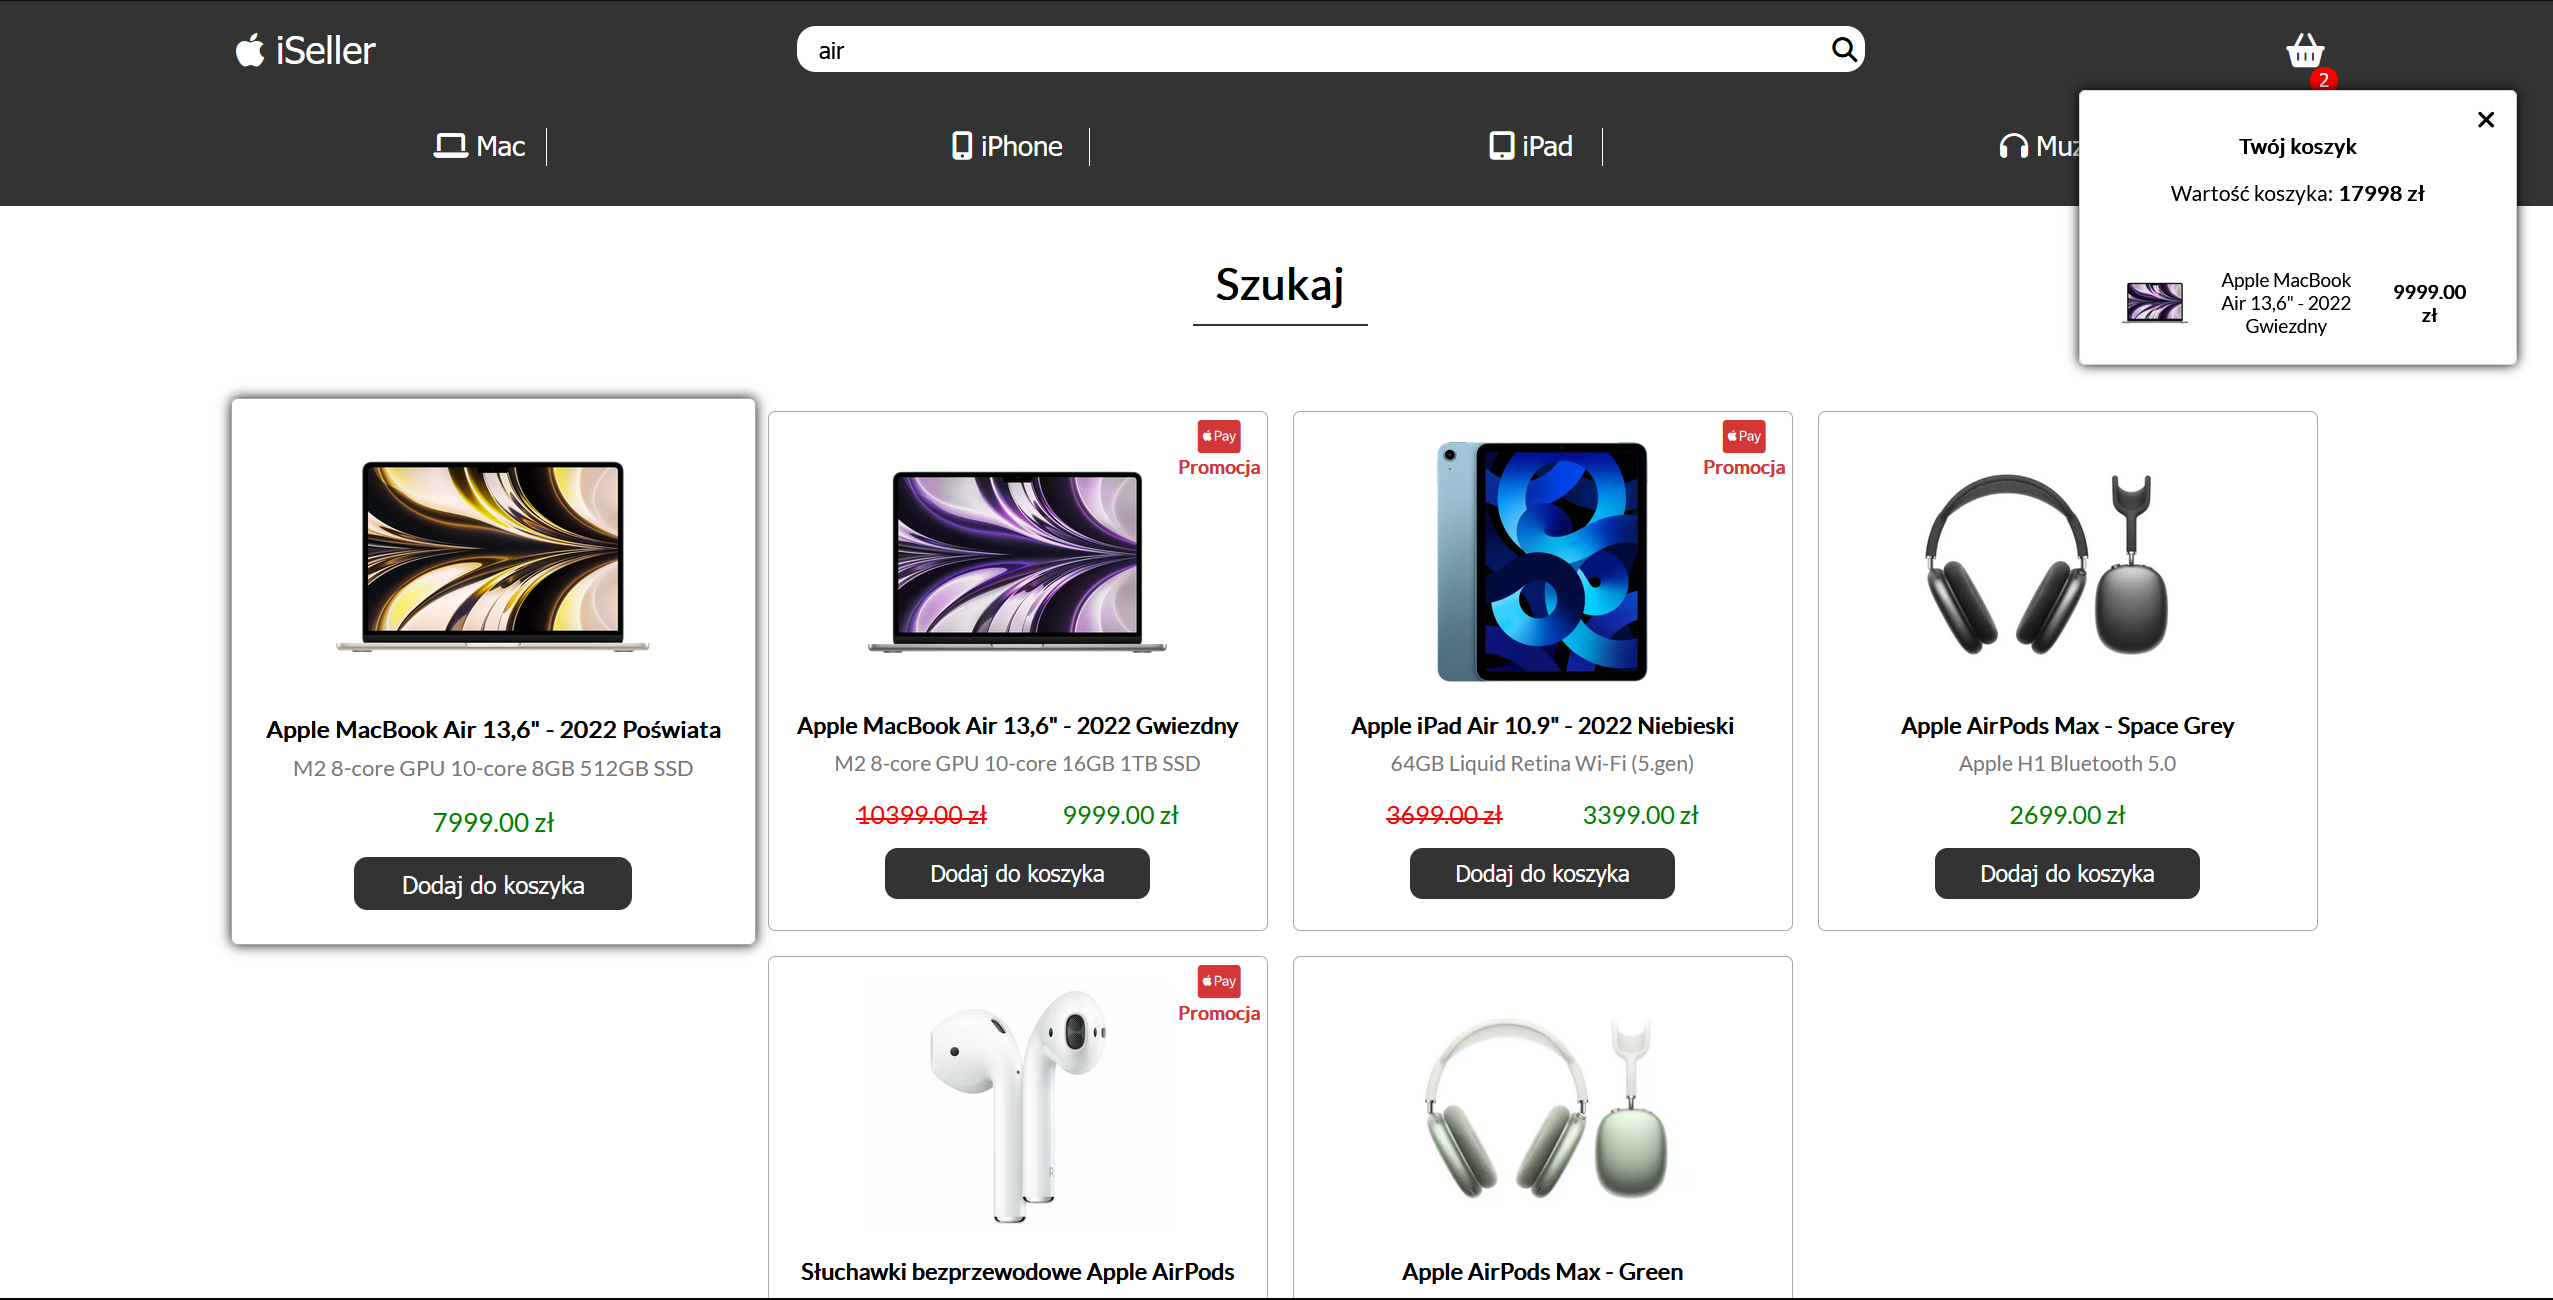 iSeller
air
2
Mac
iPhone
iPad
Muz
Twój koszyk
Wartość koszyka: 17998 zł
Apple MacBook
Air 13,6" - 2022
Gwiezdny
9999.00
zł
Szukaj
Apple MacBook Air 13,6" - 2022 Poświata
M2 8-core GPU 10-core 8GB 512GB SSD
7999.00 zł
Dodaj do koszyka
Pay
Promocja
Apple MacBook Air 13,6" - 2022 Gwiezdny
M2 8-core GPU 10-core 16GB 1TB SSD
10399.00 zł 9999.00 zł
Dodaj do koszyka
Pay
Promocja
Apple iPad Air 10.9" - 2022 Niebieski
64GB Liquid Retina Wi-Fi (5.gen)
3699.00 zł 3399.00 zł
Dodaj do koszyka
Apple AirPods Max - Space Grey
Apple H1 Bluetooth 5.0
2699.00 zł
Dodaj do koszyka
Pay
Promocja
R
Słuchawki bezprzewodowe Apple AirPods
Apple AirPods Max - Green